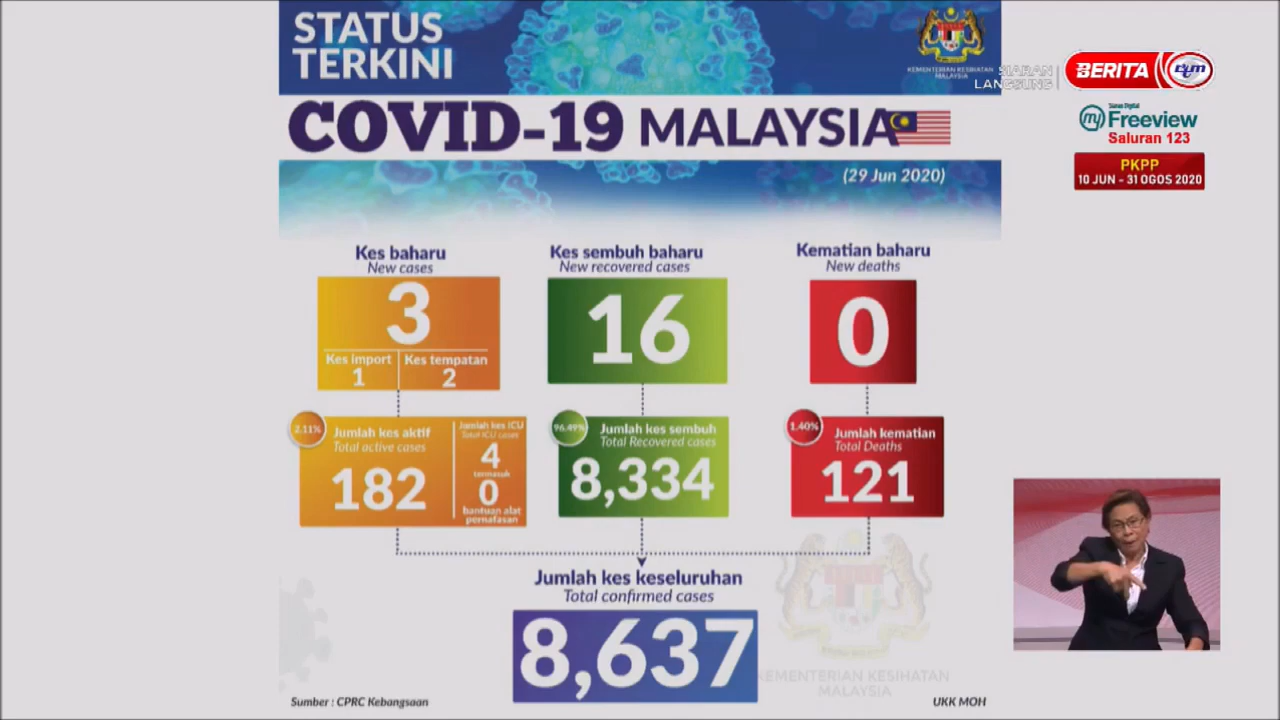 STATUS
TERKINI
KEMENTERIAN KESIHATAN
MALAYSIA
SIARAN
LANGSUNG
BERITA rtm
Siaran Digital
my Freeview
Saluran 123
PKPP
10 JUN - 31 OGOS 2020
COVID-19 MALAYSIA
(29 Jun 2020)
Kes baharu
New cases
3
Kes import
1
Kes tempatan
2
Kes sembuh baharu
New recovered cases
16
Kematian baharu
New deaths
0
2.11%
Jumlah kes aktif
Total active cases
182
Jumlah kes ICU
Total ICU cases
4
termasuk
0
bantuan alat
pernafasan
96.49%
Jumlah kes sembuh
Total Recovered cases
8,334
1.40%
Jumlah kematian
Total Deaths
121
Jumlah kes keseluruhan
Total confirmed cases
8,637
KEMENTERIAN KESIHATAN
MALAYSIA
Sumber : CPRC Kebangsaan
UKK MOH